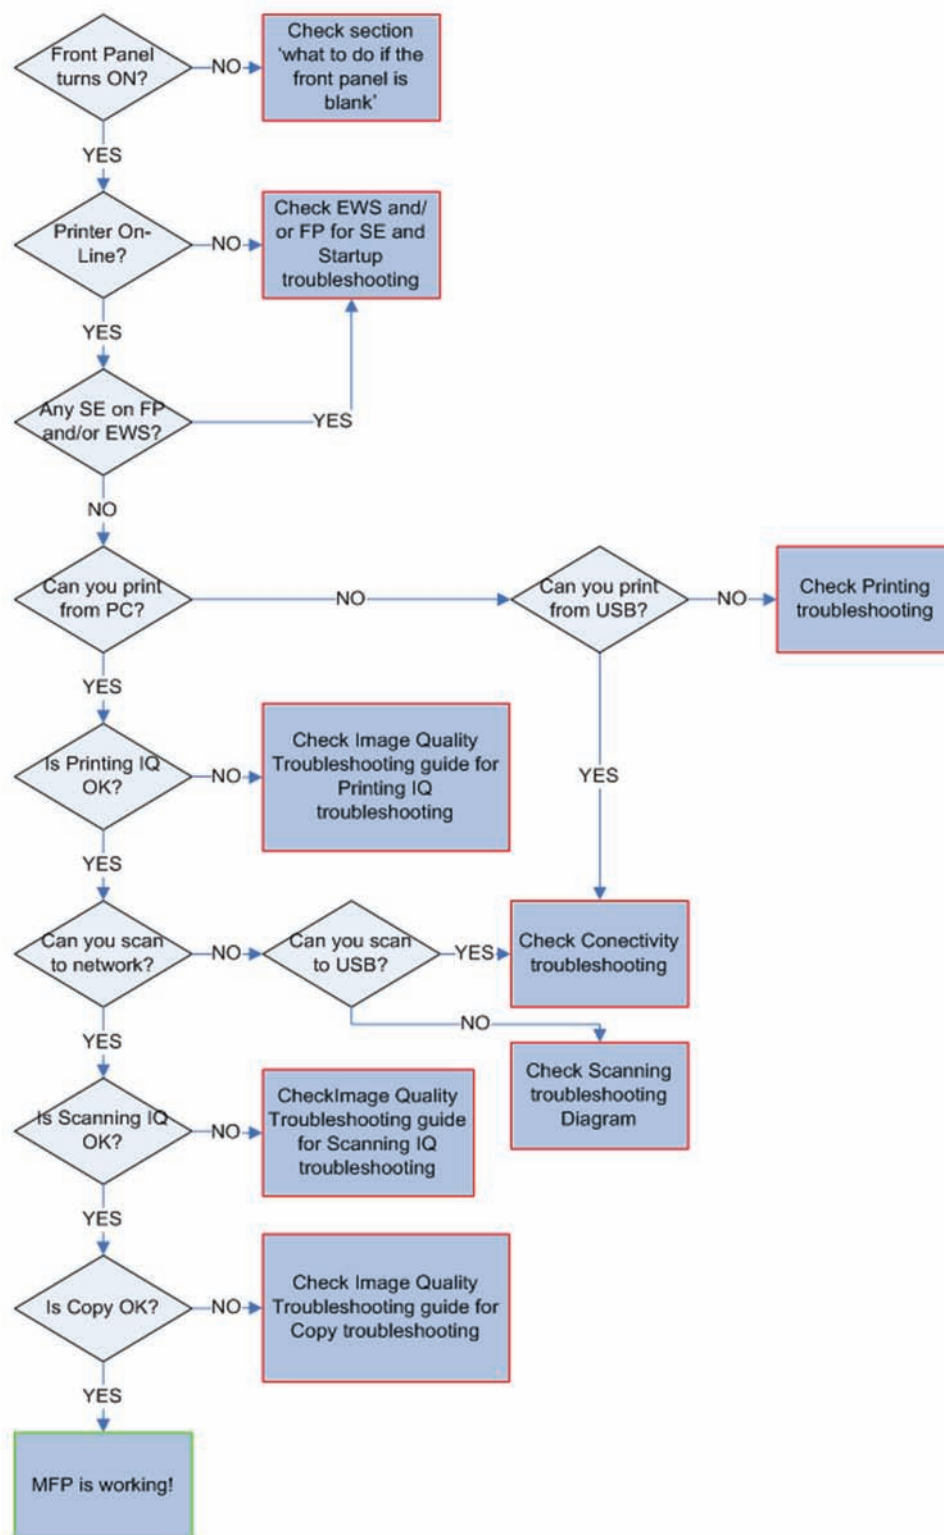 Front Panel
turns ON?
NO
Check section
‘what to do if the
front panel is
blank’
YES
Printer On-
Line?
NO
Check EWS and/
or FP for SE and
Startup
troubleshooting
YES
Any SE on FP
and/or EWS?
YES
NO
Can you print
from PC?
NO
Can you print
from USB?
NO
Check Printing
troubleshooting
YES
Is Printing IQ
OK?
NO
Check Image Quality
Troubleshooting guide for
Printing IQ
troubleshooting
YES
YES
Can you scan
to network?
NO
Can you scan
to USB?
YES
Check Conectivity
troubleshooting
NO
YES
Check Scanning
troubleshooting
Diagram
Is Scanning IQ
OK?
NO
CheckImage Quality
Troubleshooting guide
for Scanning IQ
troubleshooting
YES
Is Copy OK?
NO
Check Image Quality
Troubleshooting guide for
Copy troubleshooting
YES
MFP is working!